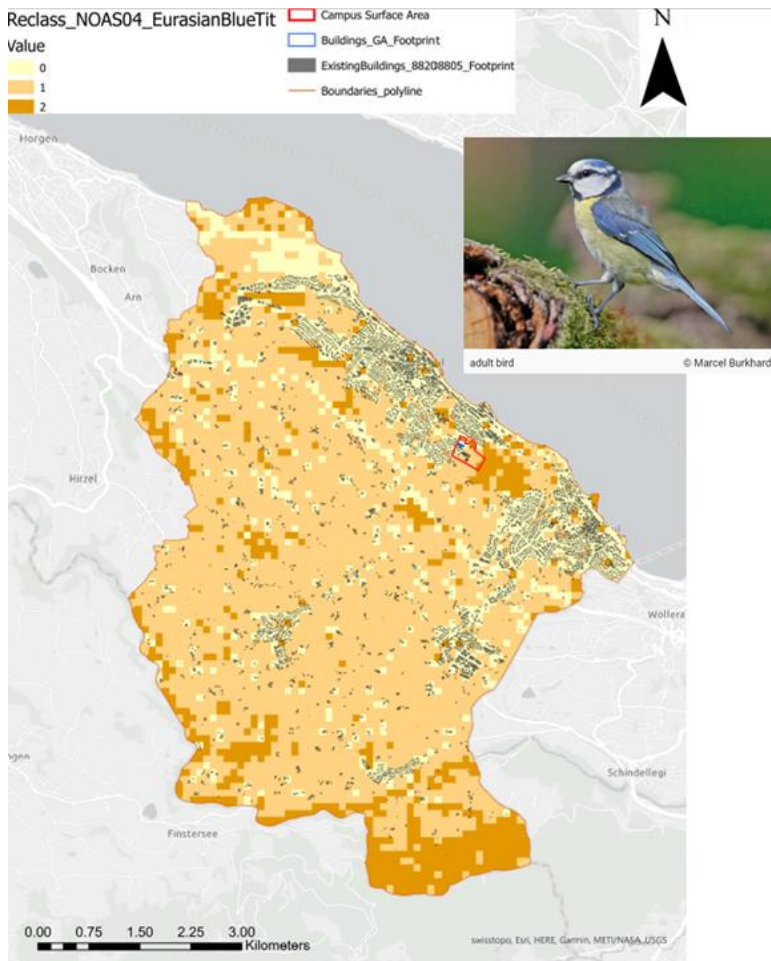 Reclass_NOAS04_EurasianBlueTit
Value
0
1
2
Campus Surface Area
Buildings_GA_Footprint
ExistingBuildings_88208805_Footprint
Boundaries_polyline
N
Horgen
Bocken
Arn
adult bird
© Marcel Burkhard
Hirzel
Wollera
Schindellegi
Finstersee
0.00 0.75 1.50 2.25 3.00
Kilometers
swisstopo, Esri, HERE, Garmin, METI/NASA, USGS